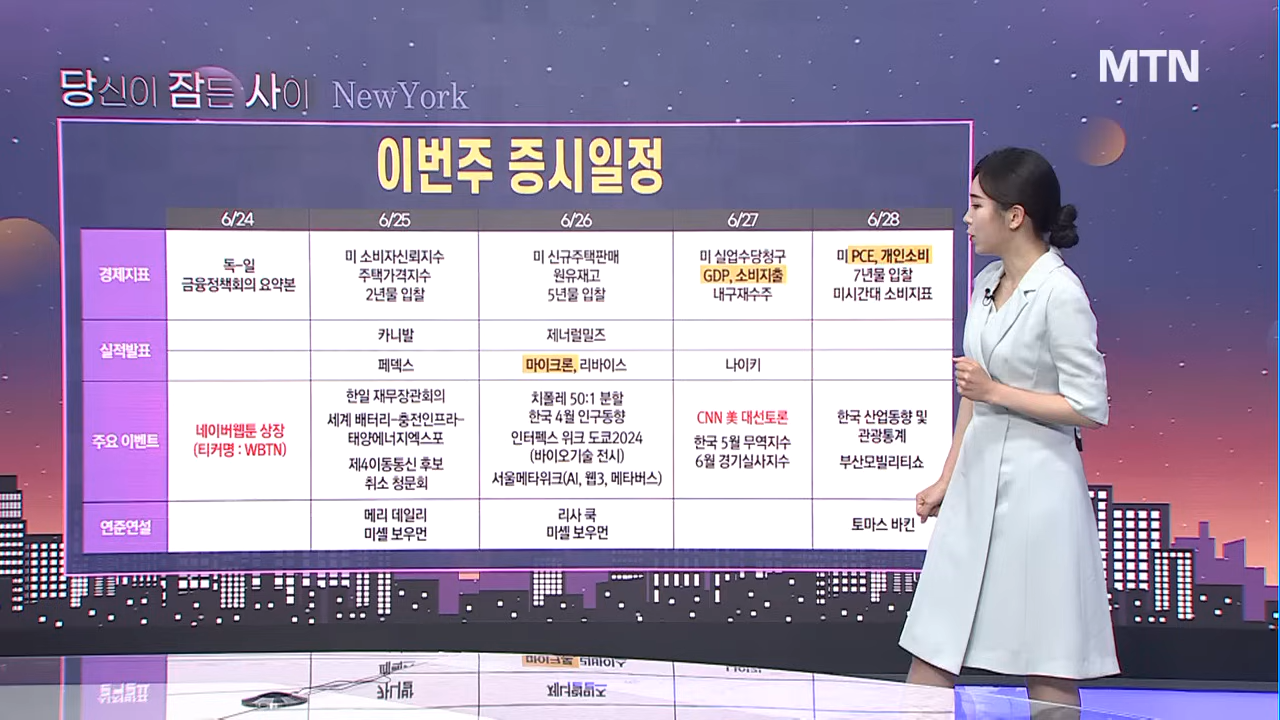 MTN
당신이 잠든 사이 NewYork
이번주 증시일정
6/24 6/25 6/26 6/27 6/28
경제지표
독-일
금융정책회의 요약본
미 소비자신뢰지수
주택가격지수
2년물 입찰
미 신규주택판매
원유재고
5년물 입찰
미 실업수당청구
GDP, 소비지출
내구재수주
미 PCE, 개인소비
7년물 입찰
미시간대 소비지표
실적발표
카니발
제너럴밀즈
페덱스
마이크론, 리바이스
나이키
주요 이벤트
네이버웹툰 상장
(티커명 : WBTN)
한일 재무장관회의
세계 배터리-충전인프라-
태양에너지엑스포
제4이동통신 후보
취소 청문회
치폴레 50:1 분할
한국 4월 인구동향
인터펙스 위크 도쿄2024
(바이오기술 전시)
서울메타위크(AI, 웹3, 메타버스)
CNN 美 대선토론
한국 5월 무역지수
6월 경기실사지수
한국 산업동향 및
관광통계
부산모빌리티쇼
연준연설
메리 데일리
미셸 보우먼
리사 쿡
미셸 보우먼
토마스 바킨